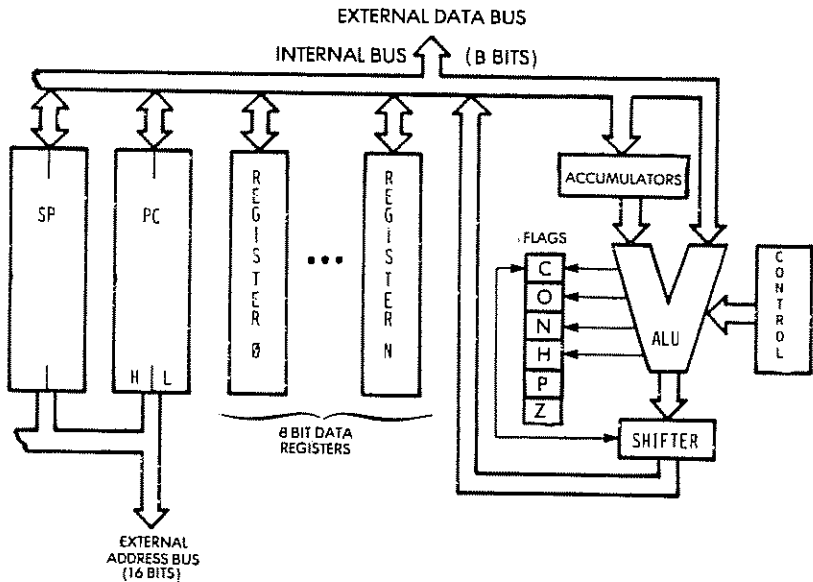 EXTERNAL DATA BUS
INTERNAL BUS (8 BITS)
SP
PC
H L
REGISTER Ø
...
REGISTER N
8 BIT DATA
REGISTERS
EXTERNAL
ADDRESS BUS
(16 BITS)
ACCUMULATORS
FLAGS
C
O
N
H
P
Z
ALU
CONTROL
SHIFTER